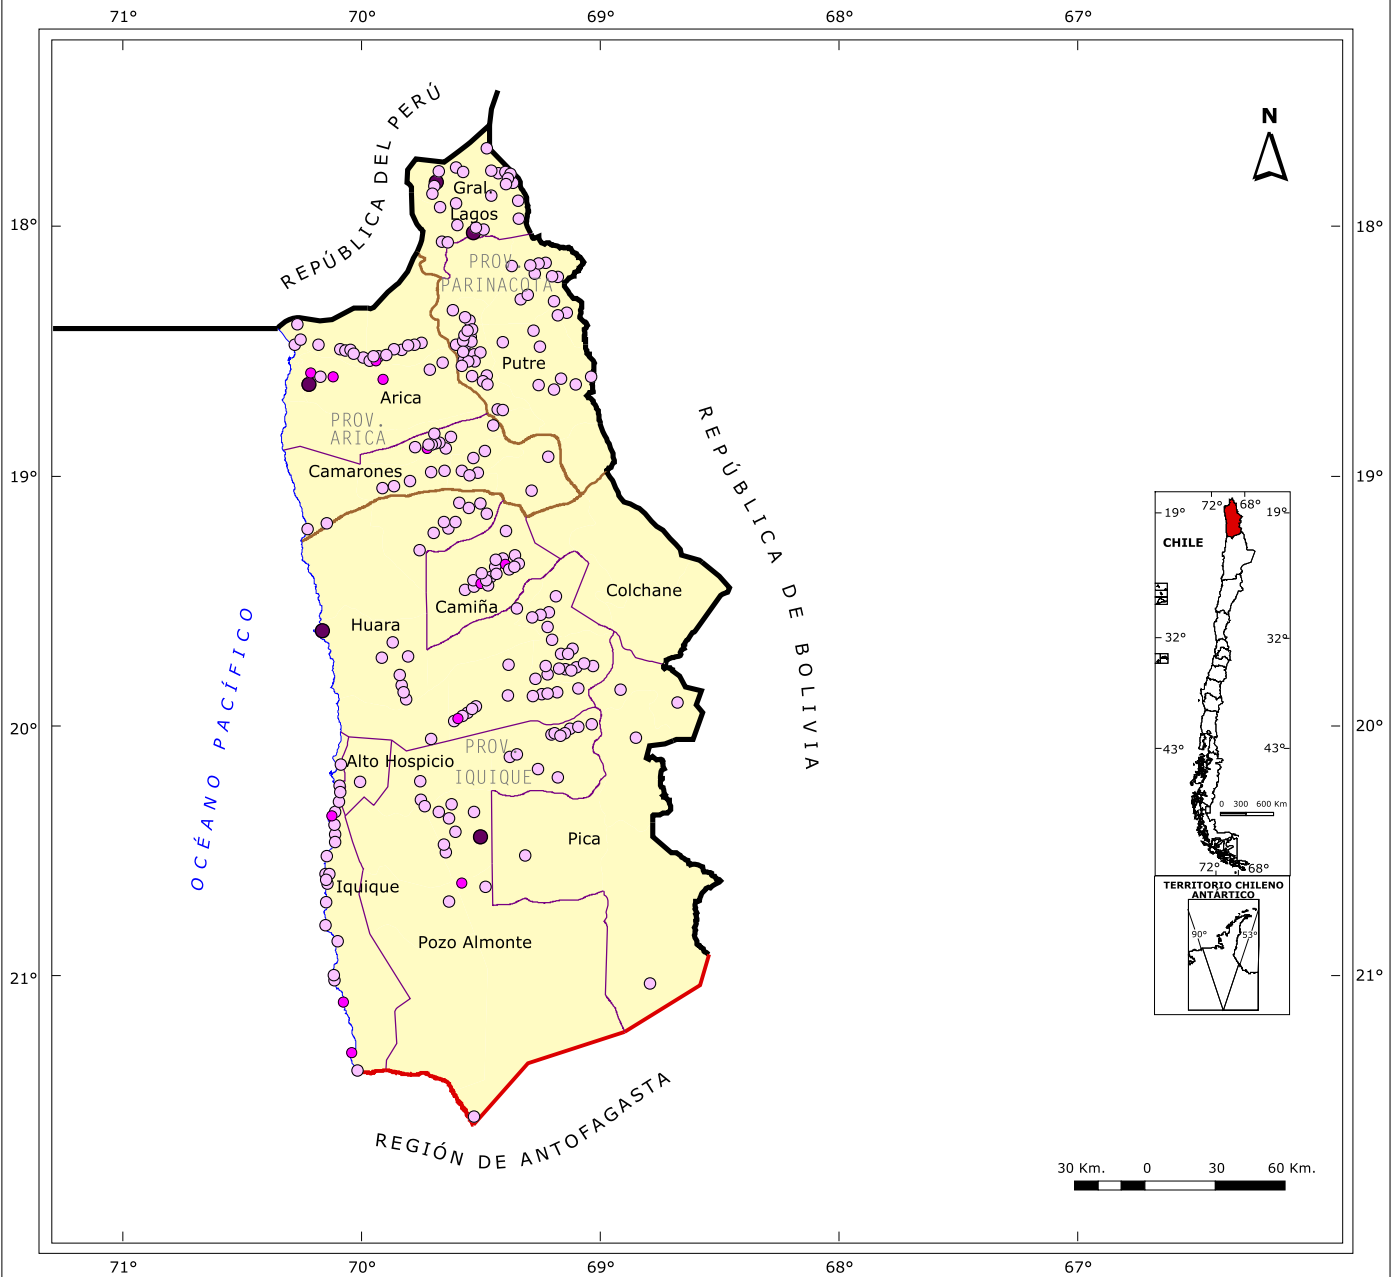 71° 70° 69° 68° 67°
N
REPÚBLICA DEL PERÚ
Gral.
Lagos
18° 18°
PROV.
PARINACOTA
Putre
Arica
PROV.
ARICA
Camarones
19° 19°
REPÚBLICA DE BOLIVIA
72° 68°
19° 19°
CHILE
Colchane
Camiña
Huara
OCÉANO PACÍFICO
32° 32°
20° 20°
PROV.
IQUIQUE
Alto Hospicio
43° 43°
0 300 600 Km
Pica
72° 68°
Iquique
TERRITORIO CHILENO
ANTÁRTICO
90° 53°
Pozo Almonte
21° 21°
REGIÓN DE ANTOFAGASTA
30 Km. 0 30 60 Km.
71° 70° 69° 68° 67°